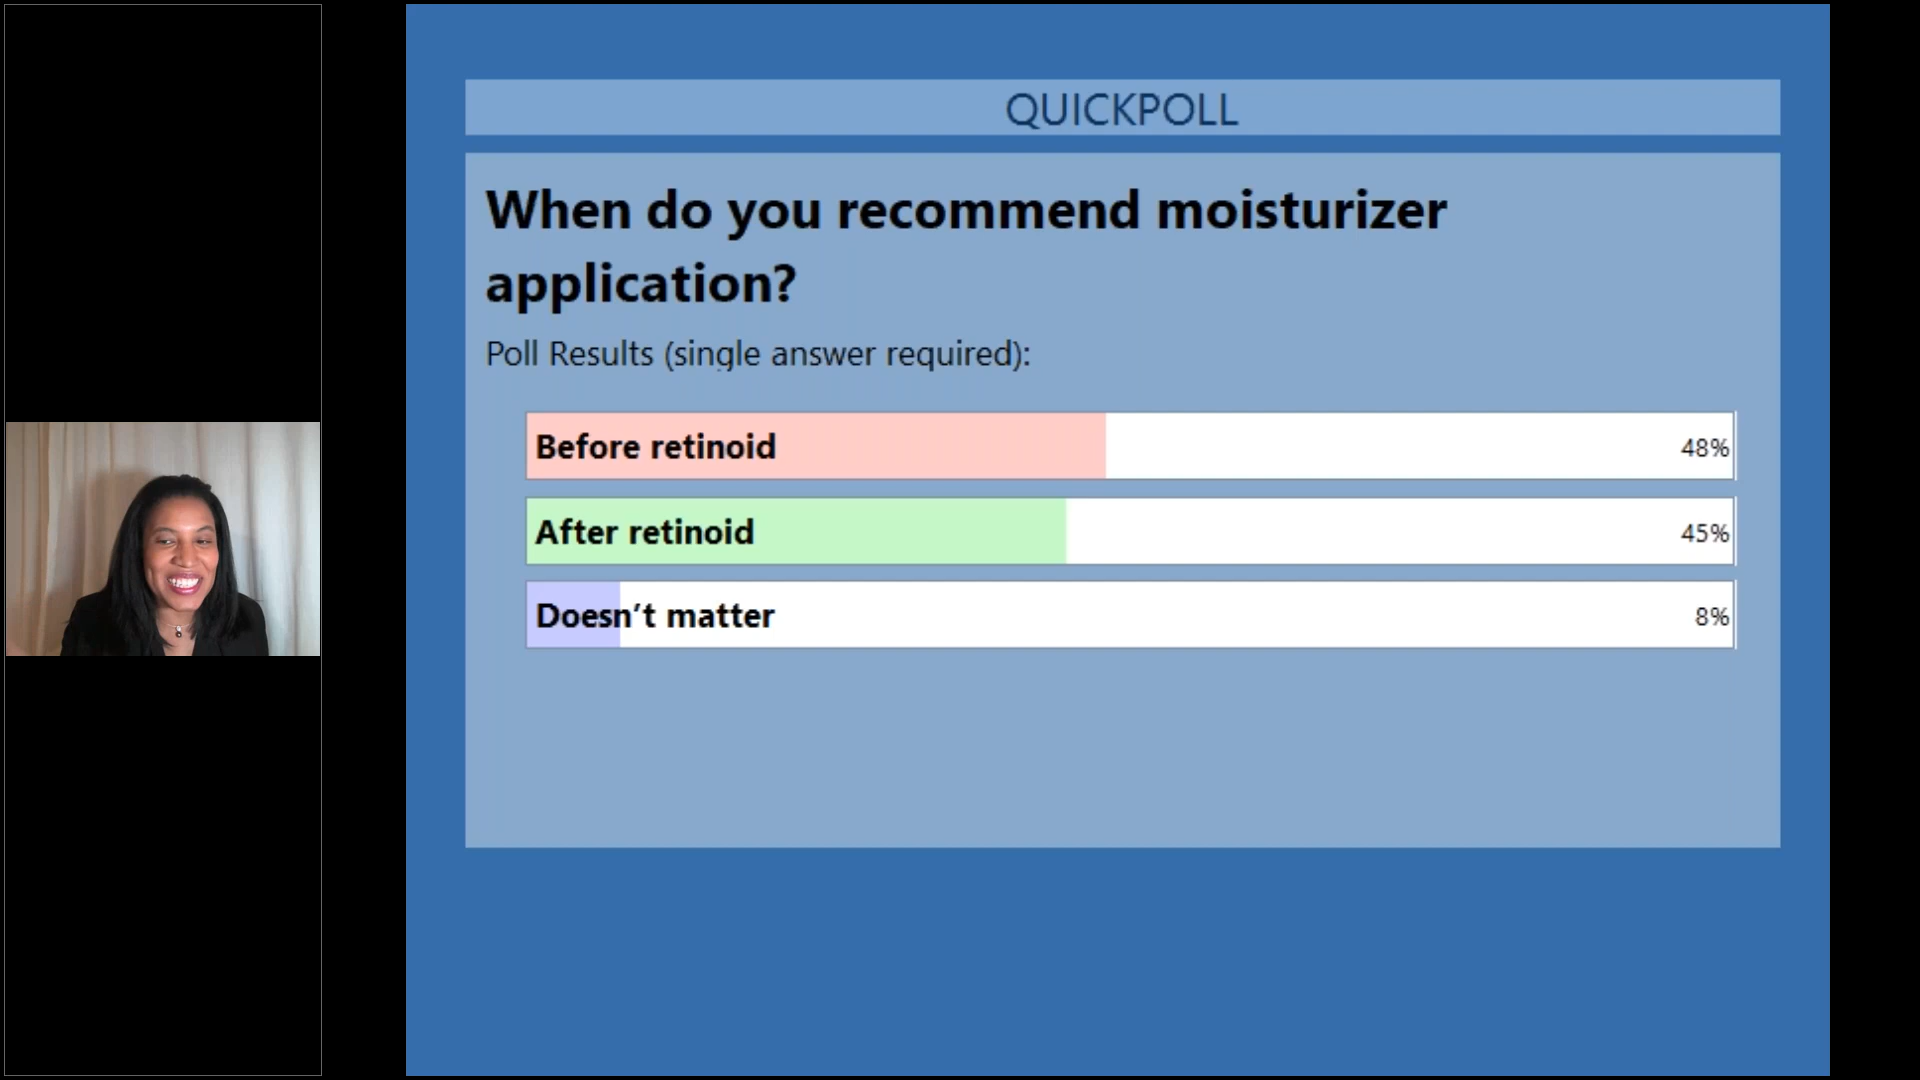 QUICKPOLL
When do you recommend moisturizer
application?
Poll Results (single answer required):
Before retinoid 48%
After retinoid 45%
Doesn’t matter 8%